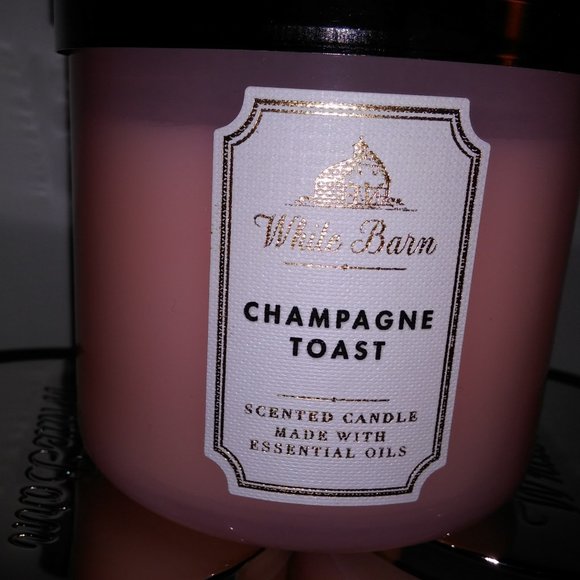 White Barn
CHAMPAGNE
TOAST
SCENTED CANDLE
MADE WITH
ESSENTIAL OILS